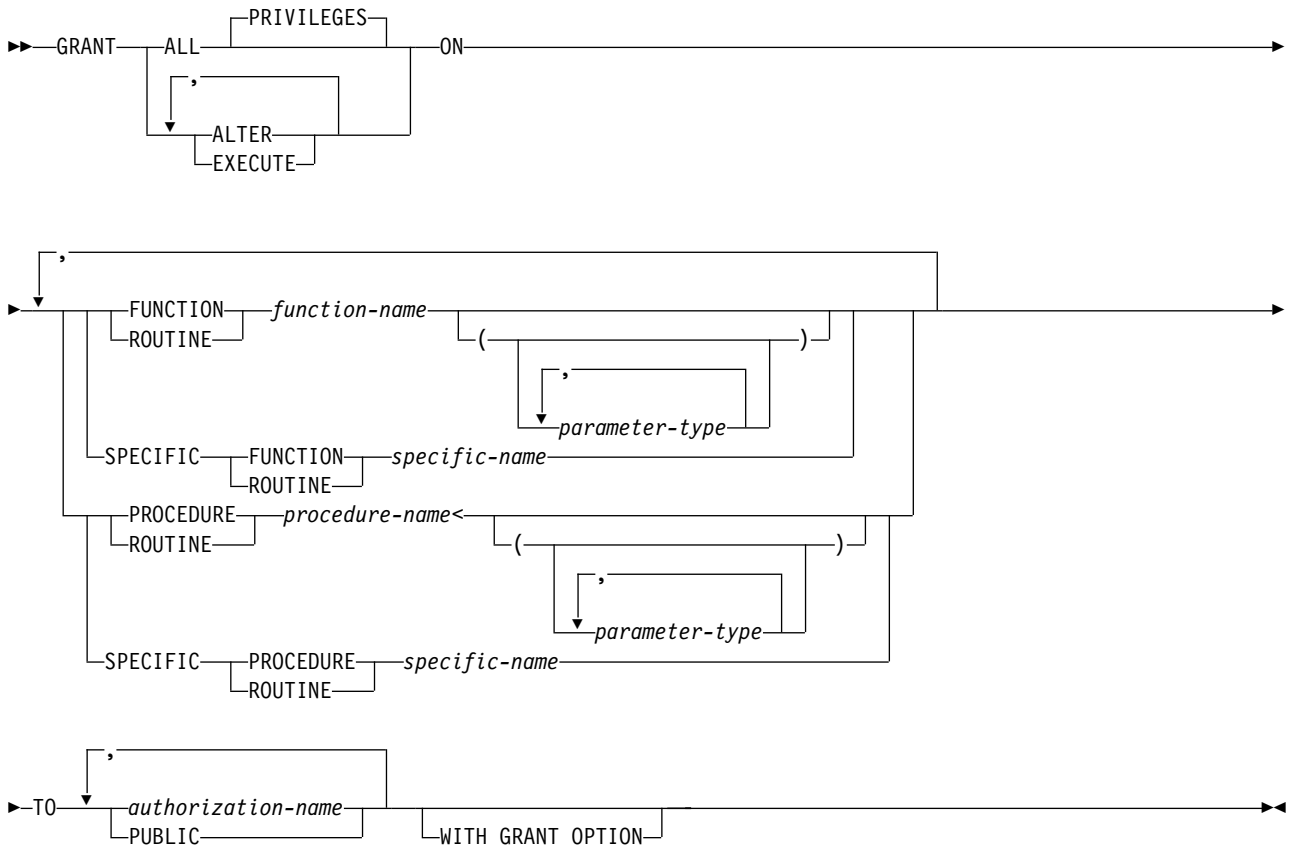 PRIVILEGES
GRANT ALL ON
,
ALTER
EXECUTE
,
FUNCTION function-name
ROUTINE ( )
,
parameter-type
SPECIFIC FUNCTION specific-name
ROUTINE
PROCEDURE procedure-name<
ROUTINE ( )
,
parameter-type
SPECIFIC PROCEDURE specific-name
ROUTINE
,
TO authorization-name
PUBLIC WITH GRANT OPTION